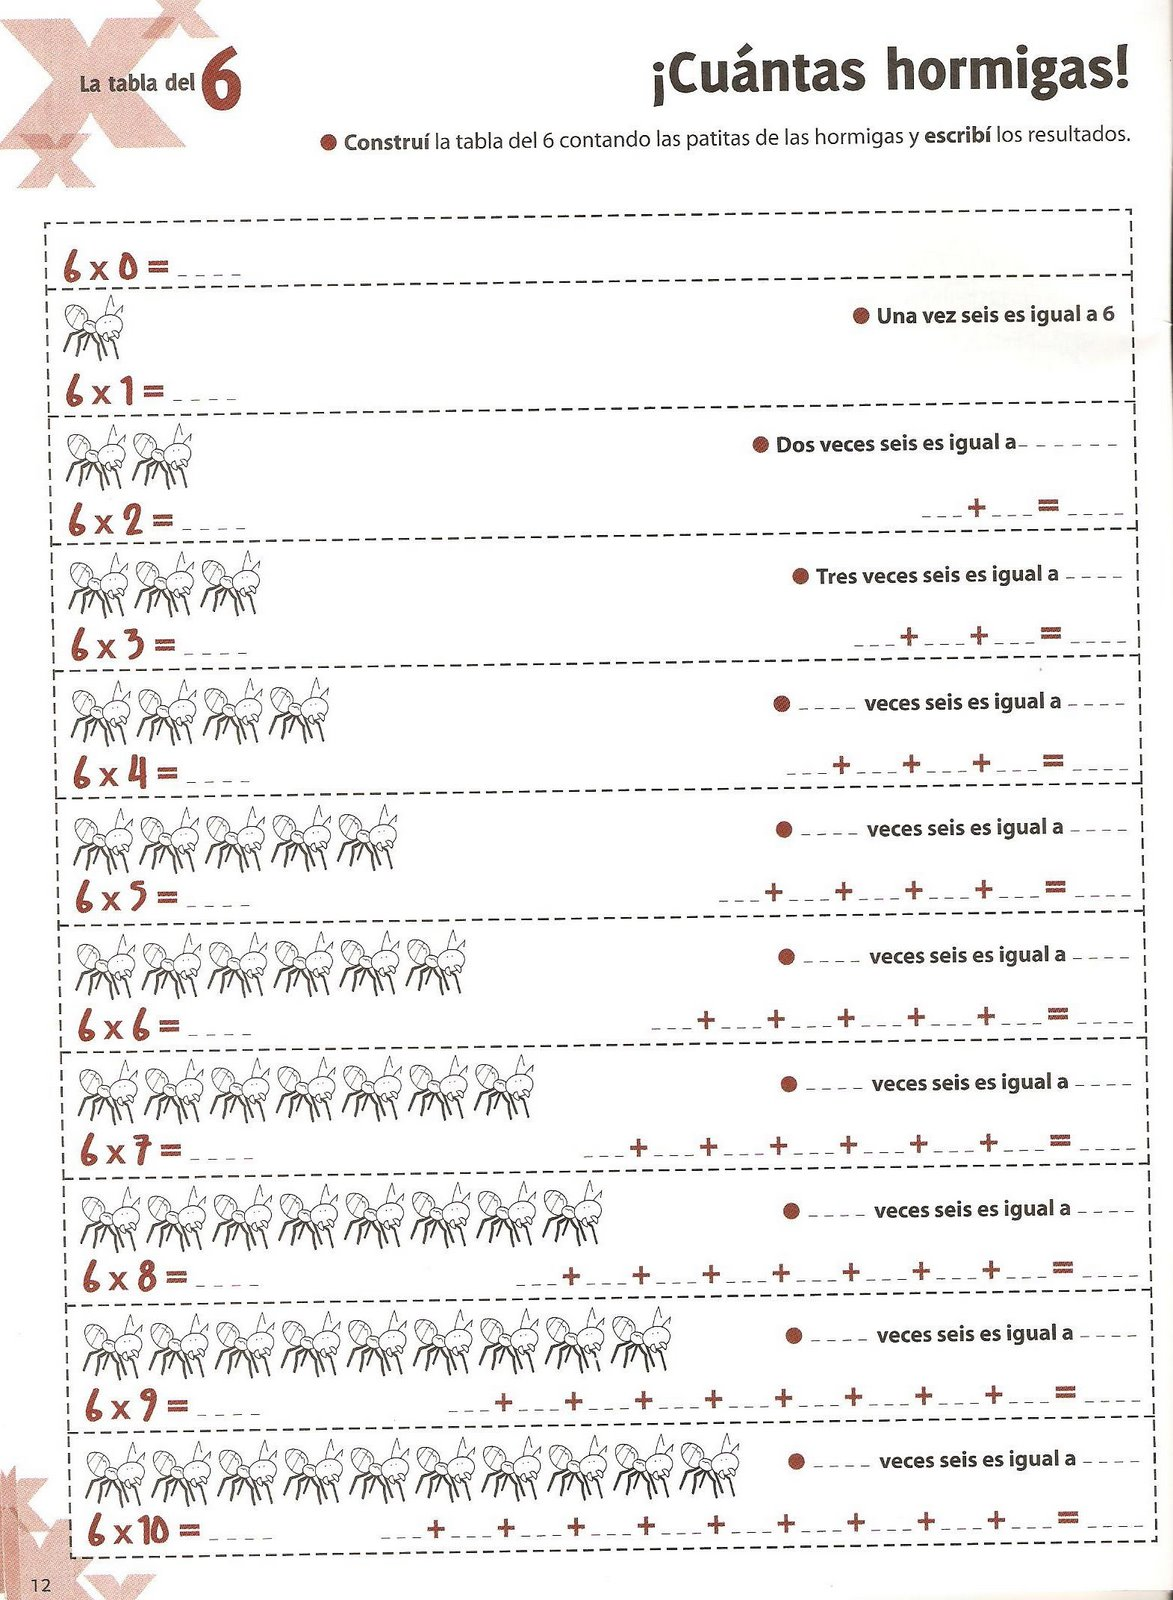 La tabla del 6
¡Cuántas hormigas!
● Construí la tabla del 6 contando las patitas de las hormigas y escribí los resultados.
6 x 0 = _ _ _ _
● Una vez seis es igual a 6
6 x 1 = _ _ _ _
● Dos veces seis es igual a _ _ _ _ _ _
6 x 2 = _ _ _ _ _ _ _ + _ _ _ = _ _ _ _
● Tres veces seis es igual a _ _ _ _
6 x 3 = _ _ _ _ _ _ _ + _ _ _ + _ _ _ = _ _ _ _
● _ _ _ _ veces seis es igual a _ _ _ _
6 x 4 = _ _ _ _ _ _ _ + _ _ _ + _ _ _ + _ _ _ = _ _ _ _
● _ _ _ _ veces seis es igual a _ _ _ _
6 x 5 = _ _ _ _ _ _ _ + _ _ _ + _ _ _ + _ _ _ + _ _ _ = _ _ _ _
● _ _ _ _ veces seis es igual a _ _ _ _
6 x 6 = _ _ _ _ _ _ _ + _ _ _ + _ _ _ + _ _ _ + _ _ _ + _ _ _ = _ _ _ _
● _ _ _ _ veces seis es igual a _ _ _ _
6 x 7 = _ _ _ _ _ _ _ + _ _ _ + _ _ _ + _ _ _ + _ _ _ + _ _ _ + _ _ _ = _ _ _ _
● _ _ _ _ veces seis es igual a _ _ _ _
6 x 8 = _ _ _ _ _ _ _ + _ _ _ + _ _ _ + _ _ _ + _ _ _ + _ _ _ + _ _ _ + _ _ _ = _ _ _ _
● _ _ _ _ veces seis es igual a _ _ _ _
6 x 9 = _ _ _ _ _ _ _ + _ _ _ + _ _ _ + _ _ _ + _ _ _ + _ _ _ + _ _ _ + _ _ _ + _ _ _ = _ _ _ _
● _ _ _ _ veces seis es igual a _ _ _ _
6 x 10 = _ _ _ _ _ _ _ + _ _ _ + _ _ _ + _ _ _ + _ _ _ + _ _ _ + _ _ _ + _ _ _ + _ _ _ + _ _ _ = _ _ _ _
12